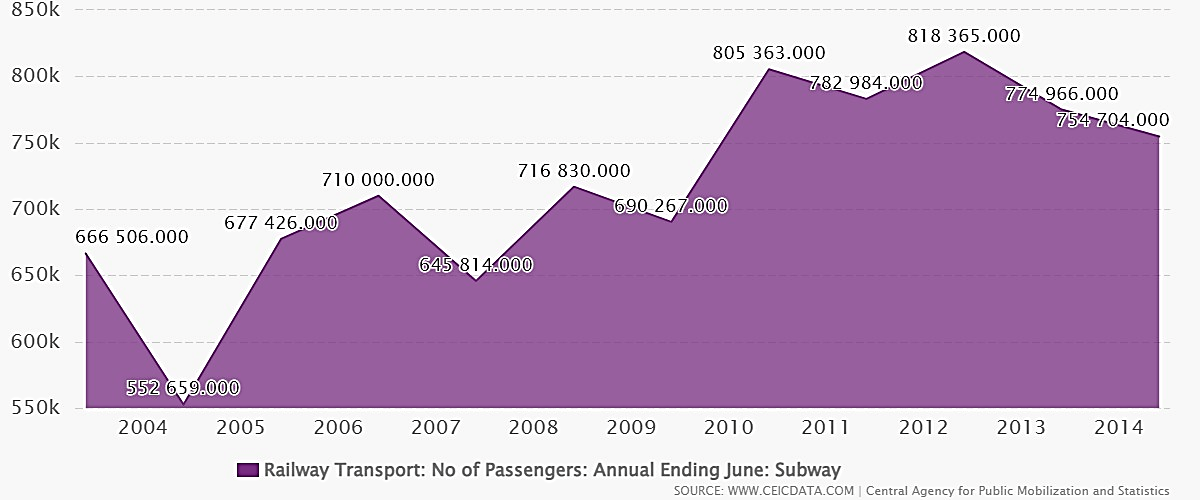 850k
818 365.000
805 363.000
800k
782 984.000
774 966.000
754 704.000
750k
716 830.000
710 000.000
700k
690 267.000
677 426.000
666 506.000
650k
645 814.000
600k
552 659.000
550k
2004 2005 2006 2007 2008 2009 2010 2011 2012 2013 2014
Railway Transport: No of Passengers: Annual Ending June: Subway
SOURCE: WWW.CEICDATA.COM | Central Agency for Public Mobilization and Statistics